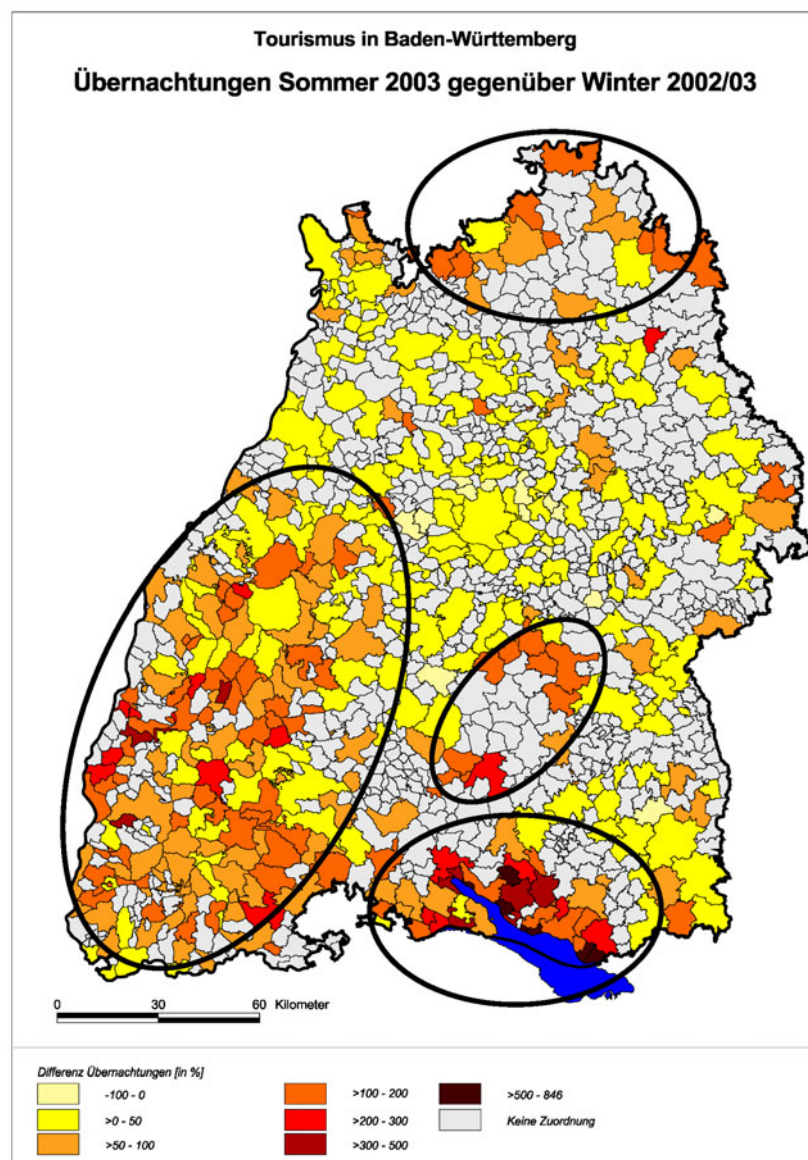 Tourismus in Baden-Württemberg
Übernachtungen Sommer 2003 gegenüber Winter 2002/03
0 30 60 Kilometer
Differenz Übernachtungen [in %]
-100 - 0
>0 - 50
>50 - 100
>100 - 200
>200 - 300
>300 - 500
>500 - 846
Keine Zuordnung